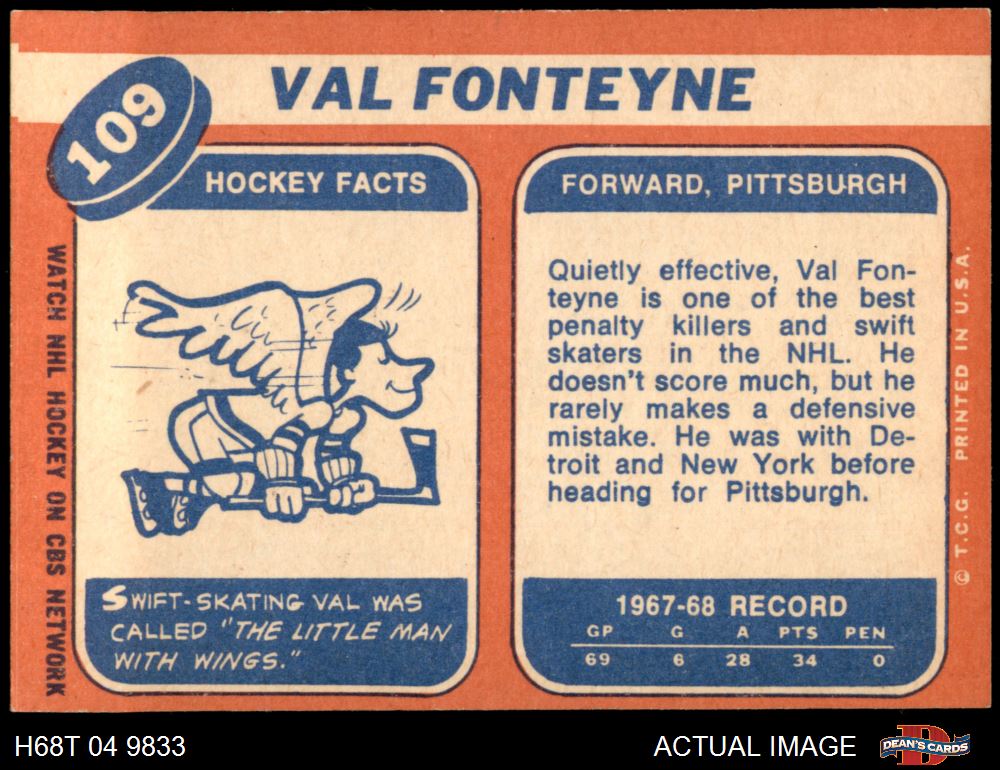 109
VAL FONTEYNE
HOCKEY FACTS
SWIFT-SKATING VAL WAS
CALLED "THE LITTLE MAN
WITH WINGS."
FORWARD, PITTSBURGH
Quietly effective, Val Fon-
teyne is one of the best
penalty killers and swift
skaters in the NHL. He
doesn't score much, but he
rarely makes a defensive
mistake. He was with De-
troit and New York before
heading for Pittsburgh.
1967-68 RECORD
GP G A PTS PEN
69 6 28 34 0
WATCH NHL HOCKEY ON CBS NETWORK
© T.C.G. PRINTED IN U.S.A.
H68T 04 9833
ACTUAL IMAGE
D
DEAN'S CARDS